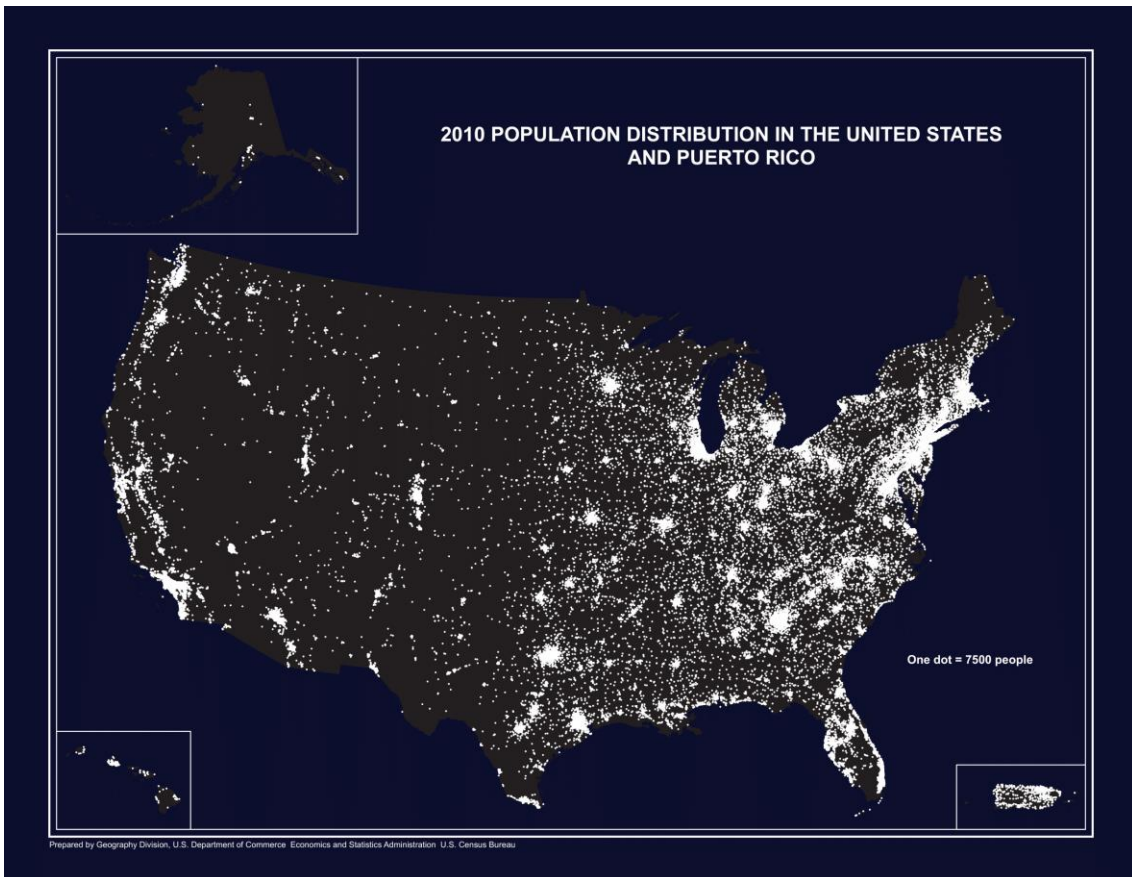 2010 POPULATION DISTRIBUTION IN THE UNITED STATES
AND PUERTO RICO
One dot = 7500 people
Prepared by Geography Division, U.S. Department of Commerce Economics and Statistics Administration U.S. Census Bureau